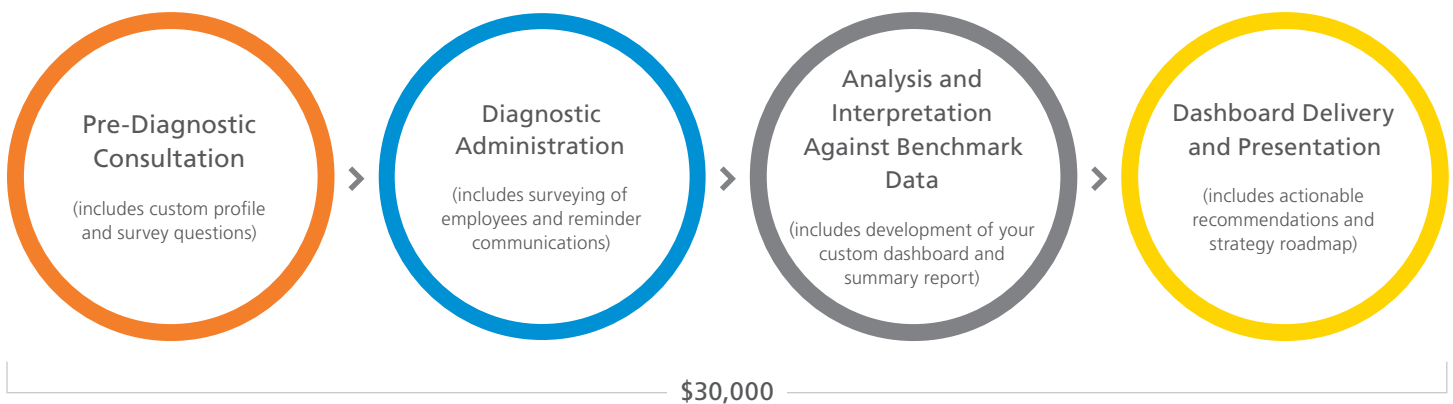 Pre-Diagnostic
Consultation
(includes custom profile
and survey questions)
Diagnostic
Administration
(includes surveying of
employees and reminder
communications)
Analysis and
Interpretation
Against Benchmark
Data
(includes development of your
custom dashboard and
summary report)
Dashboard Delivery
and Presentation
(includes actionable
recommendations and
strategy roadmap)
$30,000